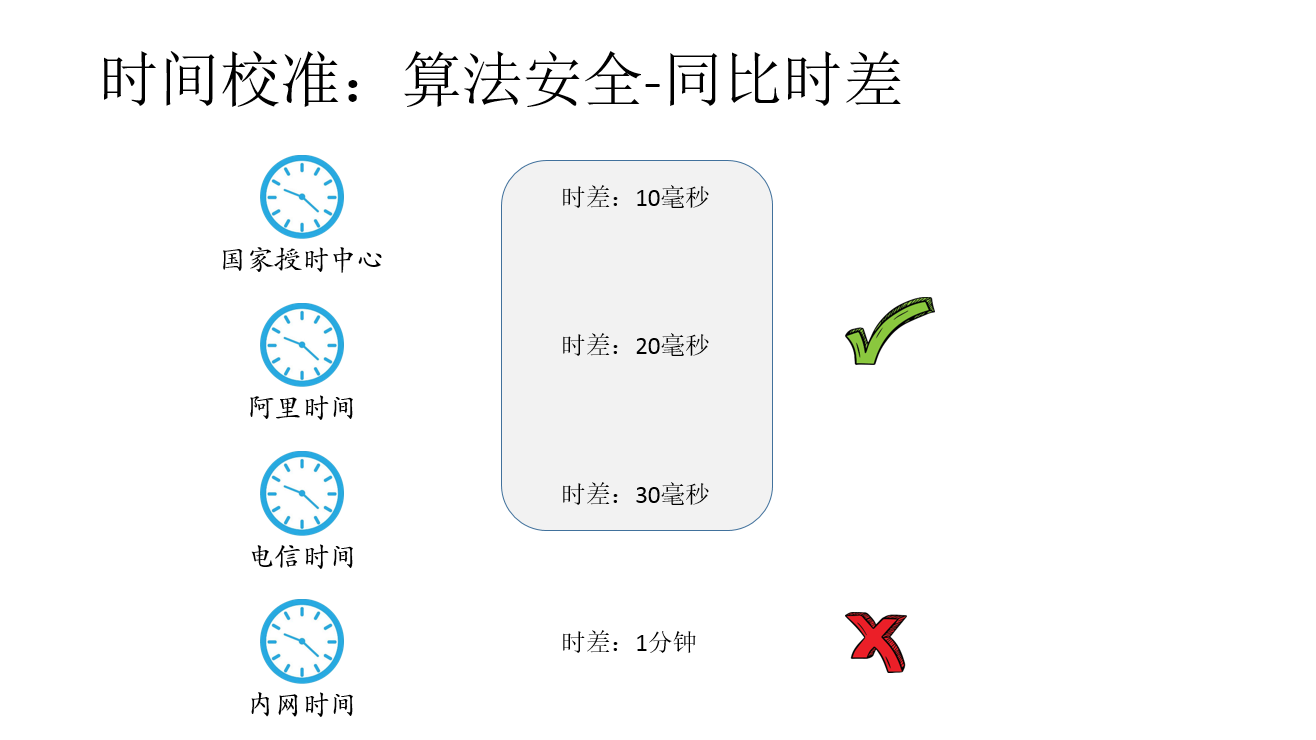 时间校准：算法安全-同比时差
时差：10毫秒
国家授时中心
时差：20毫秒
阿里时间
时差：30毫秒
电信时间
时差：1分钟
内网时间